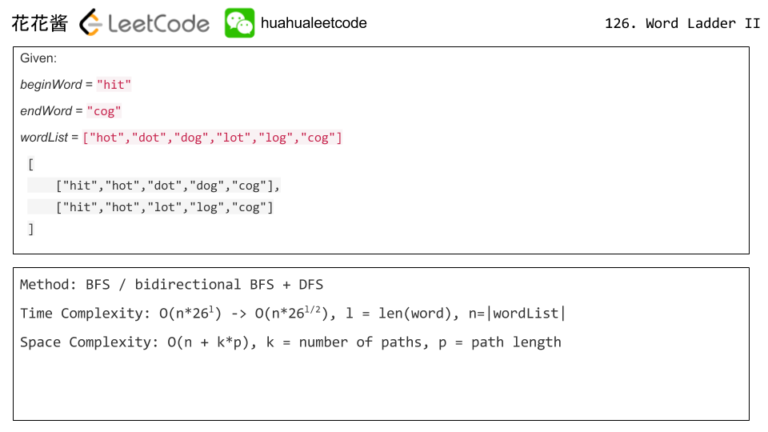 花花酱 LeetCode huahualeetcode 126. Word Ladder II
Given:
beginWord = "hit"
endWord = "cog"
wordList = ["hot","dot","dog","lot","log","cog"]
[
["hit","hot","dot","dog","cog"],
["hit","hot","lot","log","cog"]
]
Method: BFS / bidirectional BFS + DFS
Time Complexity: O(n*26^l) -> O(n*26^l/2), l = len(word), n=|wordList|
Space Complexity: O(n + k*p), k = number of paths, p = path length